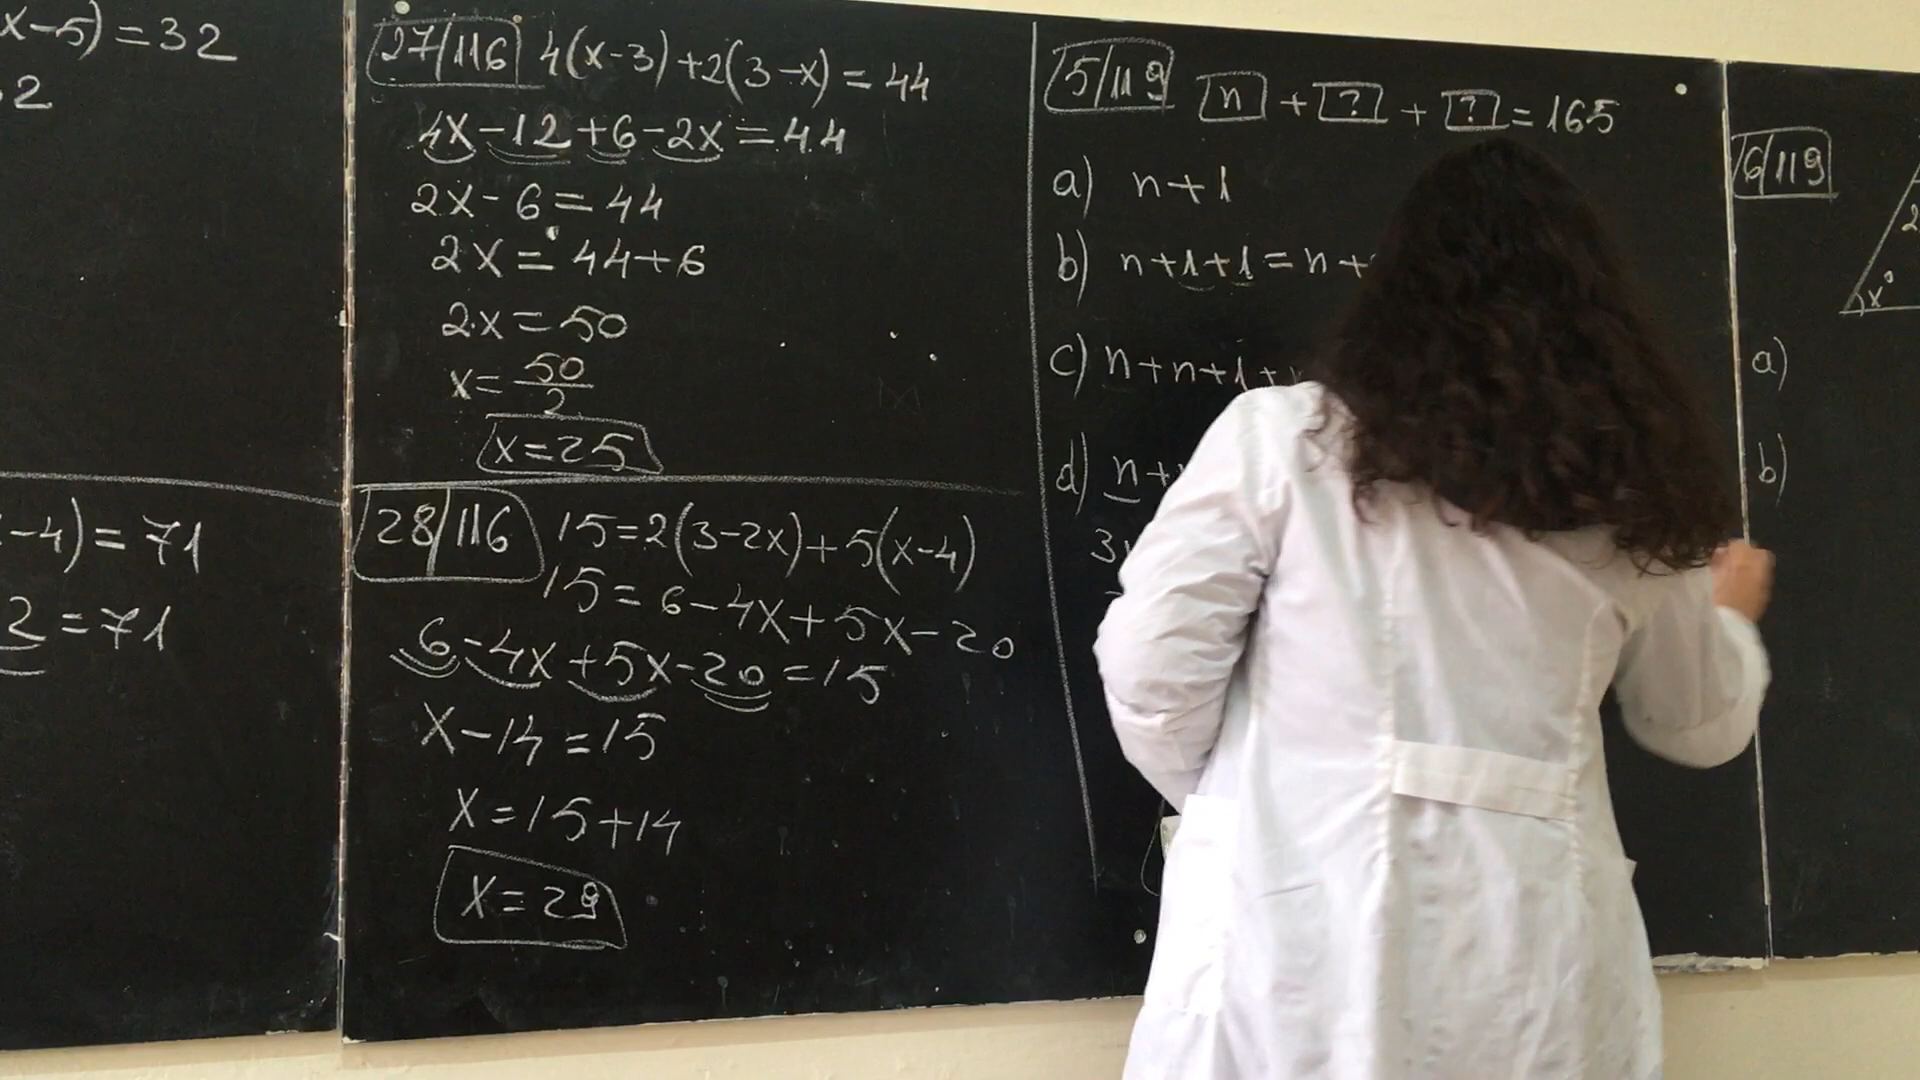 x-5) = 32
2
-4) = 71
2 = 71
27/116 4(x-3)+2(3-x) = 44
4x-12+6-2x = 44
2x-6 = 44
2x = 44+6
2x = 50
x = 50/2
x = 25
28/116 15=2(3-2x)+5(x-4)
15=6-4x+5x-20
6-4x+5x-20=15
x-14=15
x=15+14
x=29
5/119 n + ? + ? = 165
a) n+1
b) n+1+1=n+
c) n+n+1+
d) n+
3
6/119
2
x°
a)
b)